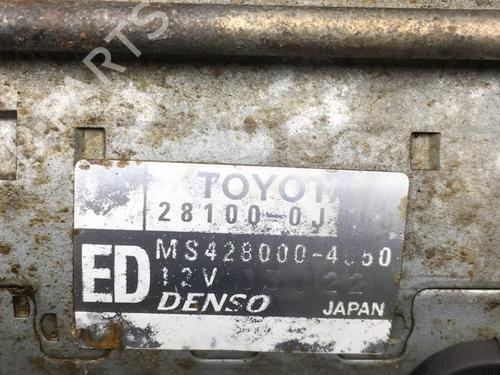 TOYOT
28100-0J
MS428000-4
ED
12V
DENSO
JAPAN